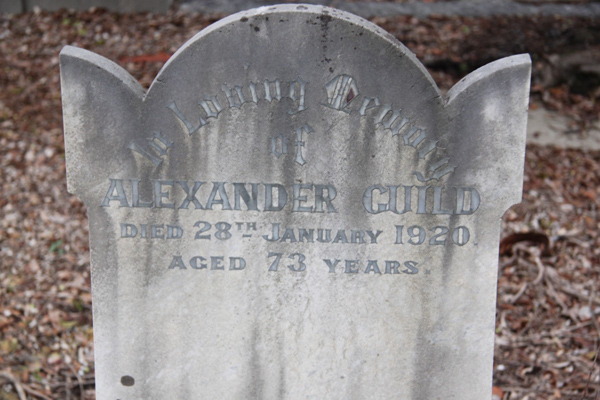 In Loving Memory
of
ALEXANDER GUILD
DIED 28TH JANUARY 1920
AGED 73 YEARS.